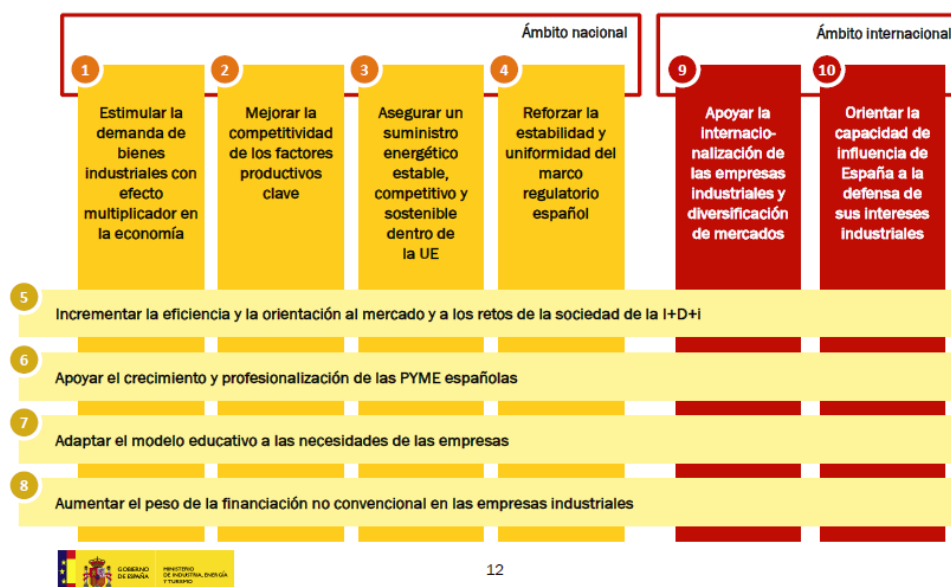 Ámbito nacional
Ámbito internacional
1
Estimular la
demanda de
bienes
industriales con
efecto
multiplicador en
la economía
2
Mejorar la
competitividad
de los factores
productivos
clave
3
Asegurar un
suministro
energético
estable,
competitivo y
sostenible
dentro de
la UE
4
Reforzar la
estabilidad y
uniformidad del
marco
regulatorio
español
9
Apoyar la
internacio-
nalización de
las empresas
industriales y
diversificación
de mercados
10
Orientar la
capacidad de
influencia de
España a la
defensa de
sus intereses
industriales
5
Incrementar la eficiencia y la orientación al mercado y a los retos de la sociedad de la I+D+i
6
Apoyar el crecimiento y profesionalización de las PYME españolas
7
Adaptar el modelo educativo a las necesidades de las empresas
8
Aumentar el peso de la financiación no convencional en las empresas industriales
GOBIERNO
DE ESPAÑA
MINISTERIO
DE INDUSTRIA, ENERGÍA
Y TURISMO
12